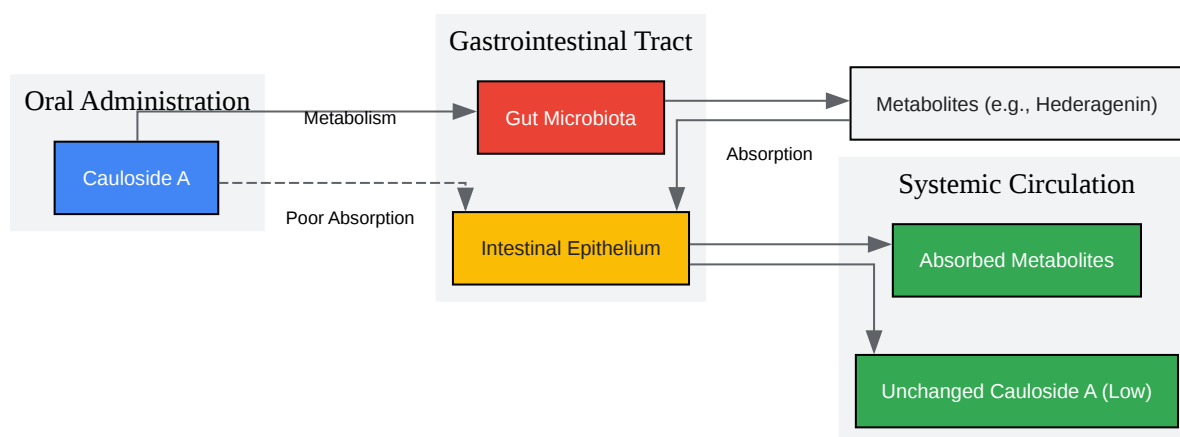 Gastrointestinal Tract
Oral Administration
Metabolism
Gut Microbiota
Metabolites (e.g., Hederagenin)
Absorption
Cauloside A
Systemic Circulation
Poor Absorption
Intestinal Epithelium
Absorbed Metabolites
Unchanged Cauloside A (Low)